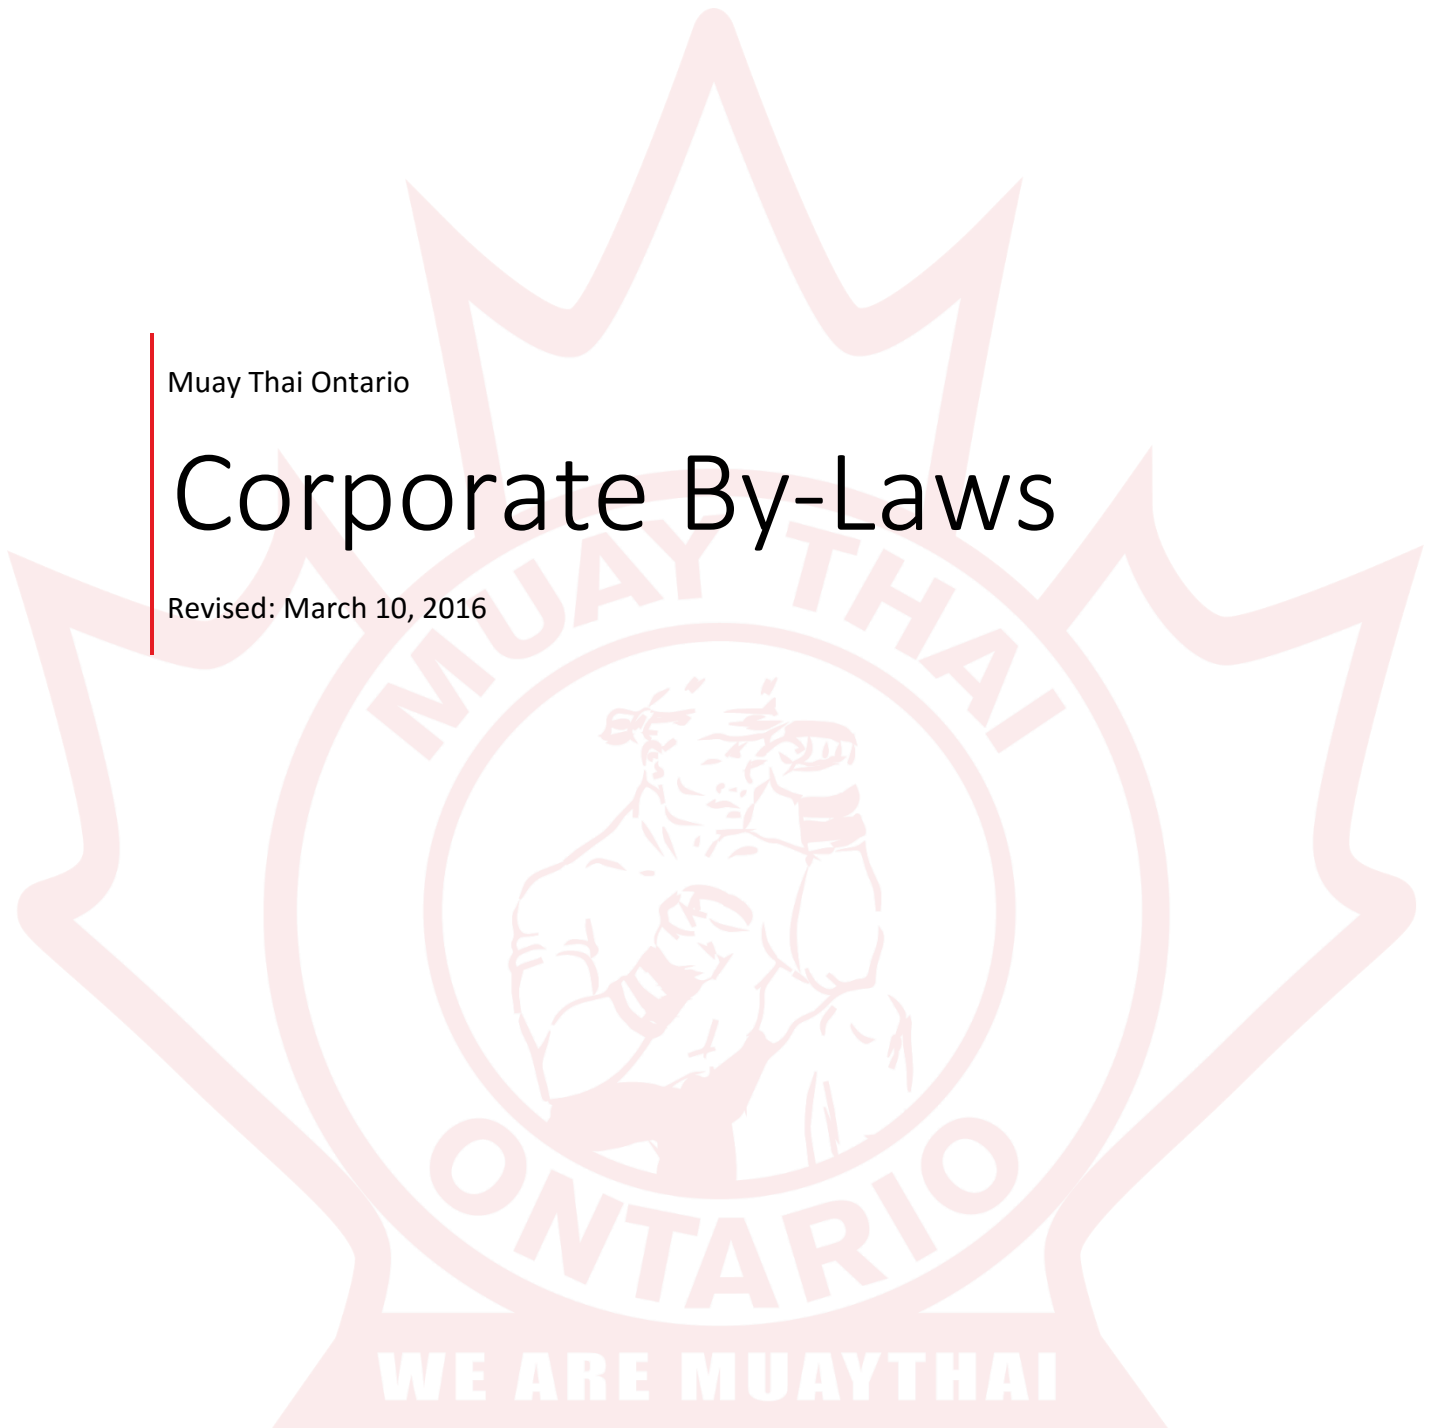 Muay Thai Ontario
Corporate By-Laws
Revised: March 10, 2016
MUAY THAI
ONTARIO
WE ARE MUAYTHAI